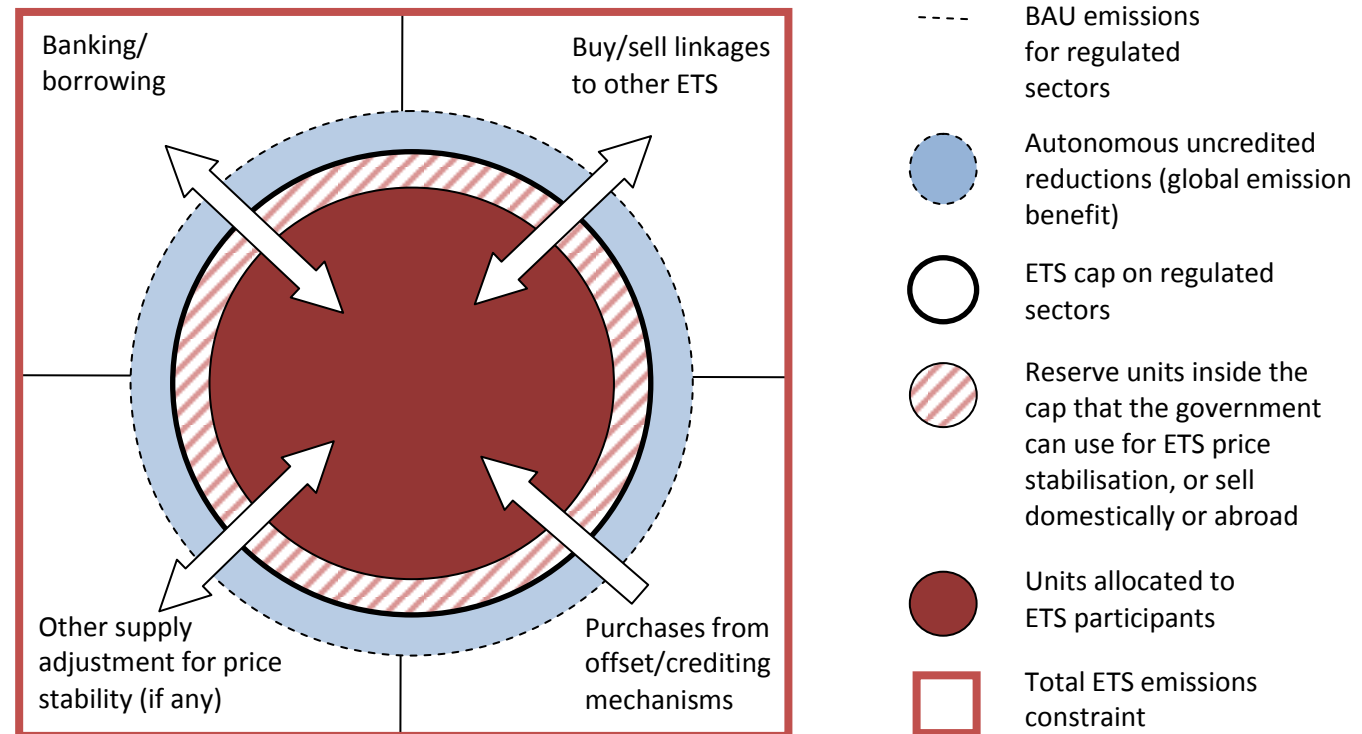 Banking/
borrowing
Buy/sell linkages
to other ETS
Other supply
adjustment for price
stability (if any)
Purchases from
offset/crediting
mechanisms
BAU emissions
for regulated
sectors
Autonomous uncredited
reductions (global emission
benefit)
ETS cap on regulated
sectors
Reserve units inside the
cap that the government
can use for ETS price
stabilisation, or sell
domestically or abroad
Units allocated to
ETS participants
Total ETS emissions
constraint